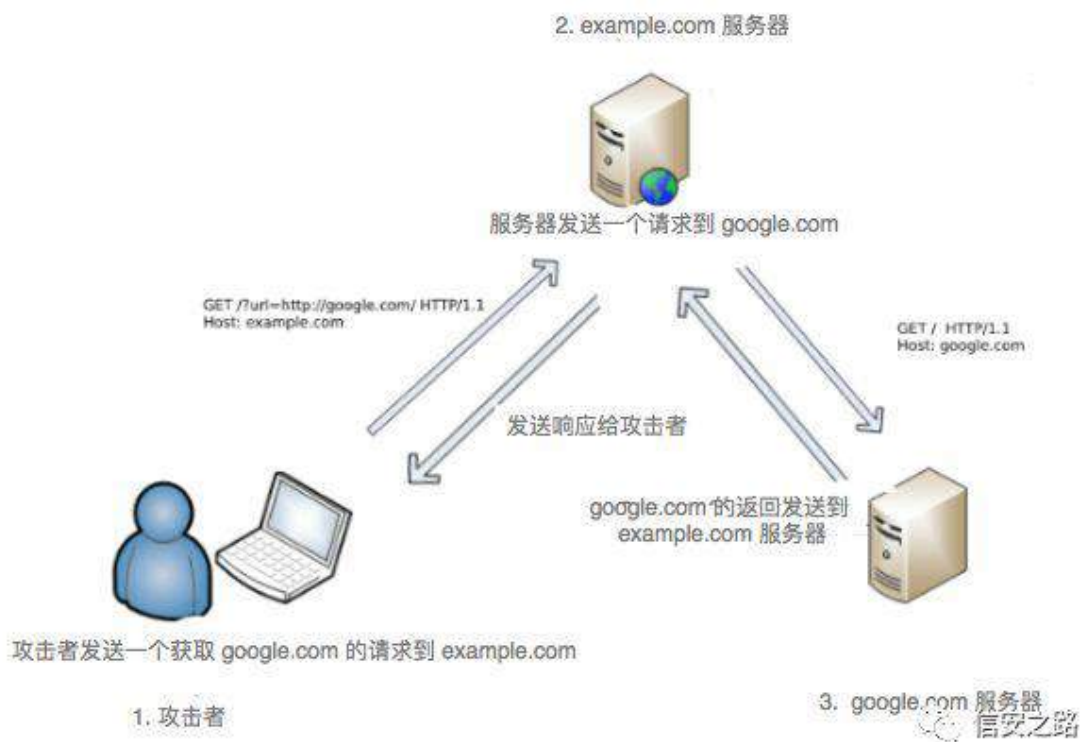 2. example.com 服务器
服务器发送一个请求到 google.com
GET /?url=http://google.com/ HTTP/1.1
Host: example.com
GET / HTTP/1.1
Host: google.com
发送响应给攻击者
google.com 的返回发送到
example.com 服务器
攻击者发送一个获取 google.com 的请求到 example.com
1. 攻击者
3. google.com 服务器
信安之路